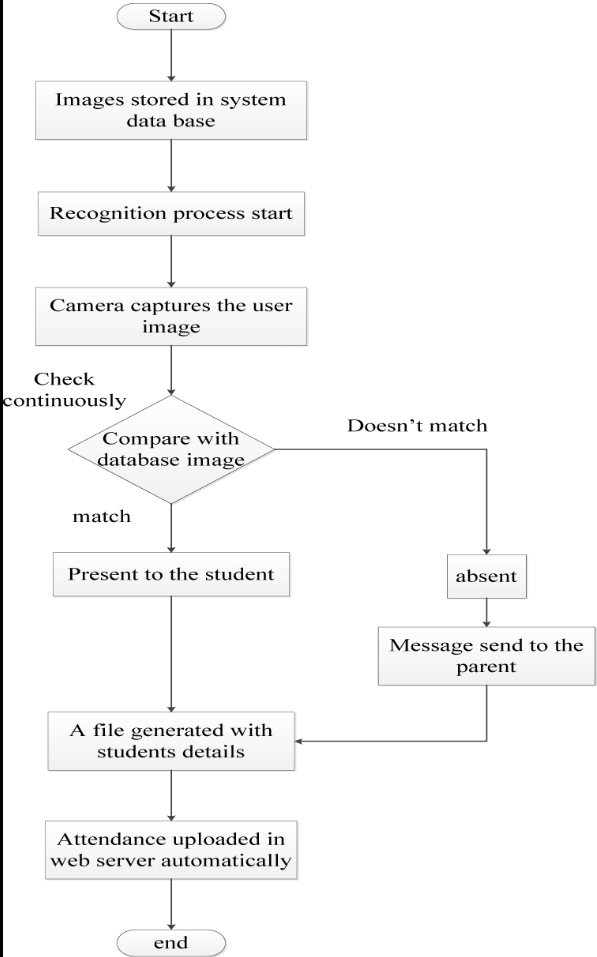 Start
Images stored in system
data base
Recognition process start
Camera captures the user
image
Check
continuously
Compare with
database image
Doesn’t match
match
Present to the student
absent
Message send to the
parent
A file generated with
students details
Attendance uploaded in
web server automatically
end